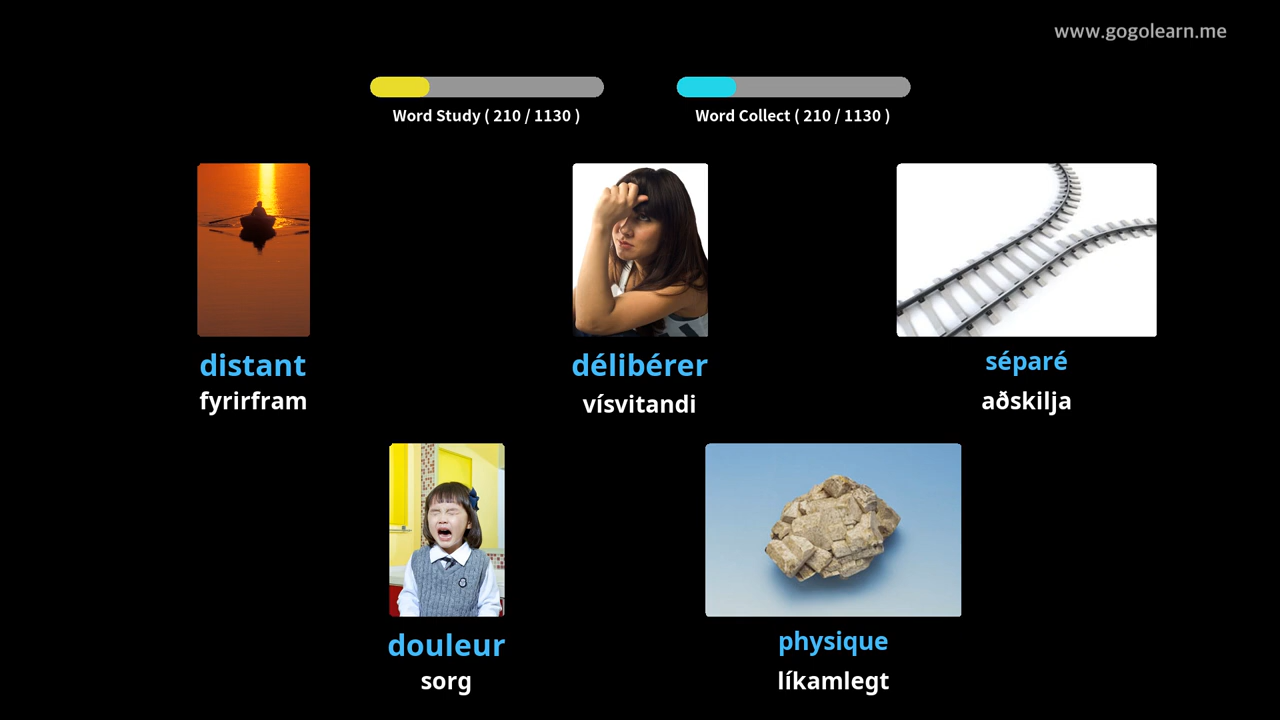 www.gogolearn.me
Word Study ( 210 / 1130 )
Word Collect ( 210 / 1130 )
distant
fyrirfram
délibérer
vísvitandi
séparé
aðskilja
douleur
sorg
physique
líkamlegt